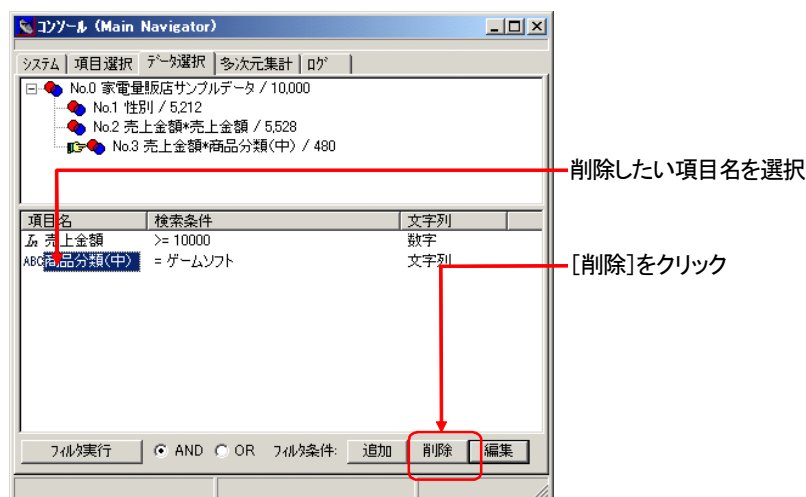 コンソール (Main Navigator)
システム 項目選択 データ選択 多次元集計 ログ
No.0 家電量販店サンプルデータ / 10,000
No.1 性別 / 5,212
No.2 売上金額*売上金額 / 5,528
No.3 売上金額*商品分類(中) / 480
削除したい項目名を選択
項目名 検索条件 文字列
売上金額 >= 10000 数字
ABC商品分類(中) = ゲームソフト 文字列
[削除]をクリック
フィルタ実行 AND OR フィルタ条件: 追加 削除 編集